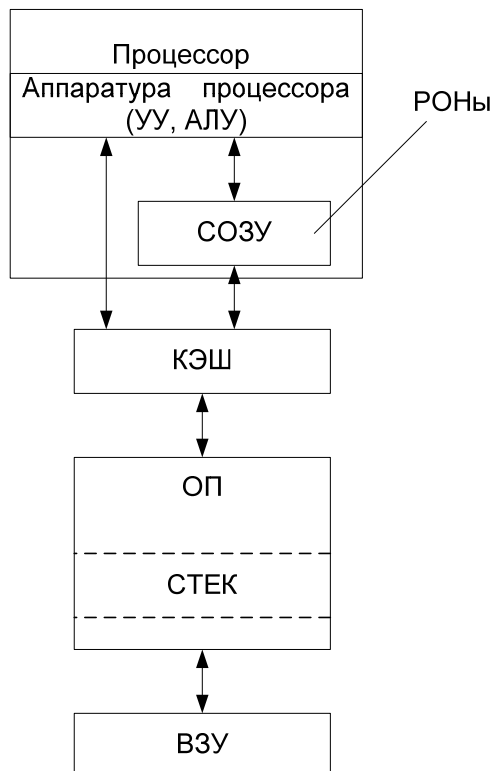 Процессор
Аппаратура процессора
(УУ, АЛУ)
РОНы
СОЗУ
КЭШ
ОП
СТЕК
ВЗУ